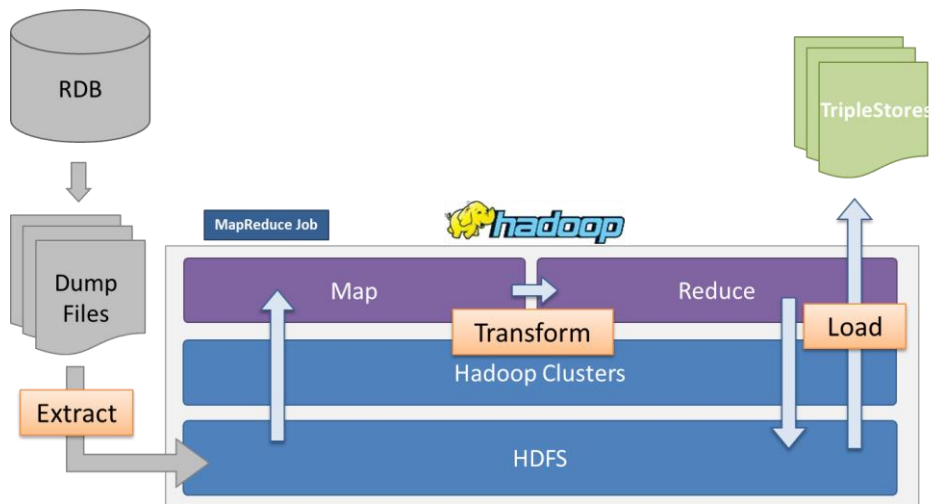 RDB
TripleStores
MapReduce Job
hadoop
Dump
Files
Map
Reduce
Transform
Load
Hadoop Clusters
Extract
HDFS